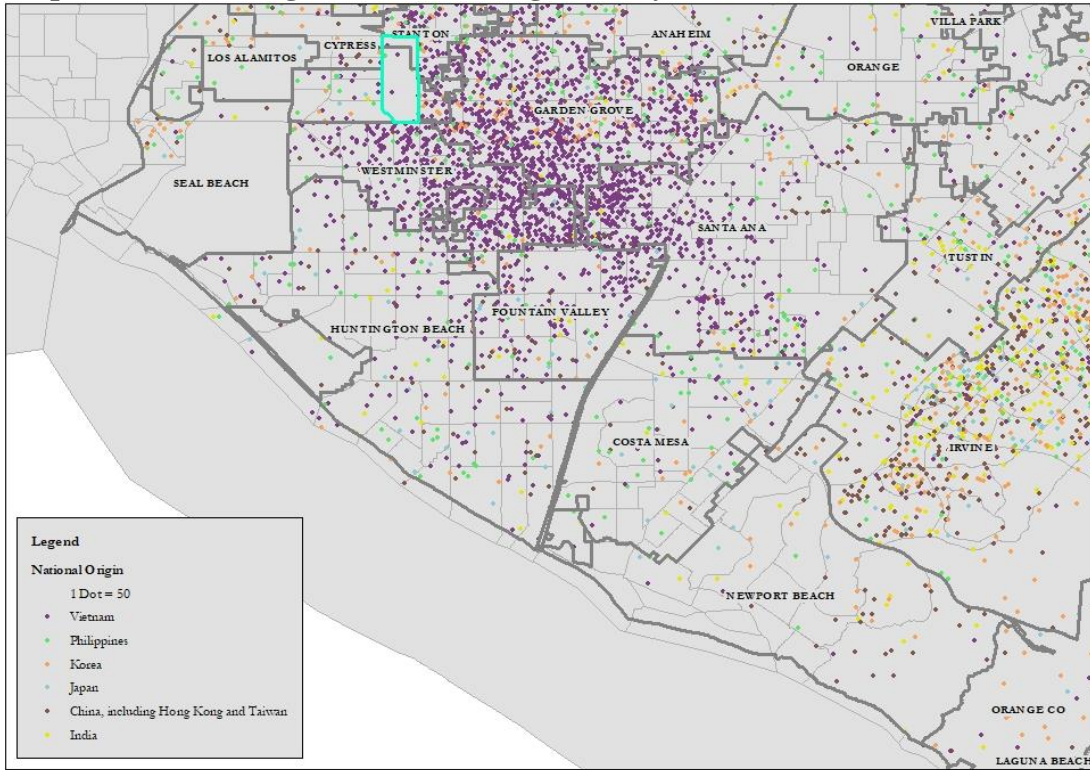 STANTON
VILLA PARK
CYPRESS
ANAHEIM
LOS ALAMITOS
ORANGE
GARDEN GROVE
WESTMINSTER
SEAL BEACH
SANTA ANA
TUSTIN
FOUNTAIN VALLEY
HUNTINGTON BEACH
COSTA MESA
IRVINE
NEWPORT BEACH
ORANGE CO
LAGUNA BEACH
Legend
National Origin
1 Dot = 50
Vietnam
Philippines
Korea
Japan
China, including Hong Kong and Taiwan
India